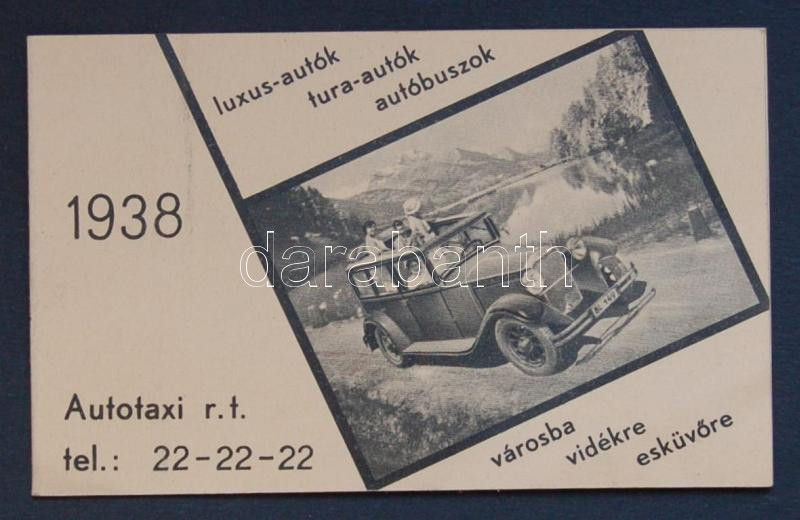 luxus-autók
tura-autók
autóbuszok
1938
darabanth
Autotaxi r.t.
tel.: 22-22-22
városba
vidékre
esküvőre